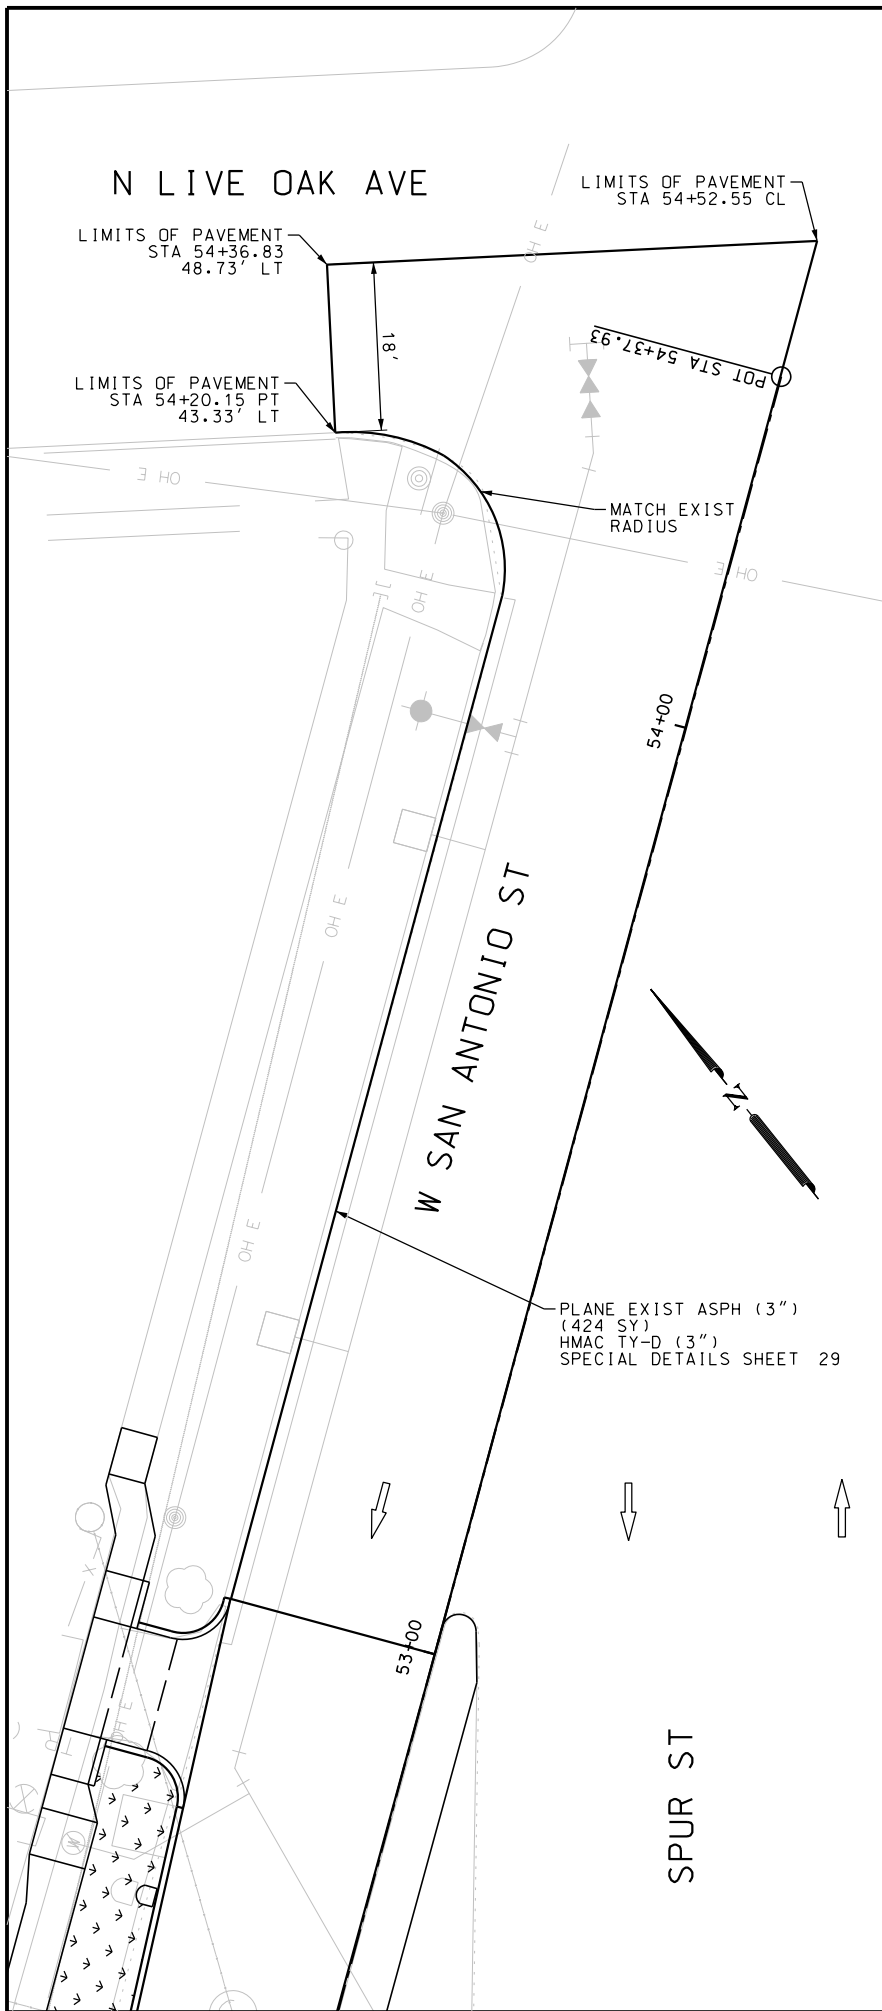 N LIVE OAK AVE
LIMITS OF PAVEMENT
STA 54+52.55 CL
LIMITS OF PAVEMENT
STA 54+36.83
48.73' LT
OH E
18'
POT STA 54+37.93
LIMITS OF PAVEMENT
STA 54+20.15 PT
43.33' LT
OH E
MATCH EXIST
RADIUS
OH E
OH E
54+00
OH E
W SAN ANTONIO ST
N
OH E
PLANE EXIST ASPH (3")
(424 SY)
HMAC TY-D (3")
SPECIAL DETAILS SHEET 29
X
53+00
OH E
SPUR ST
W